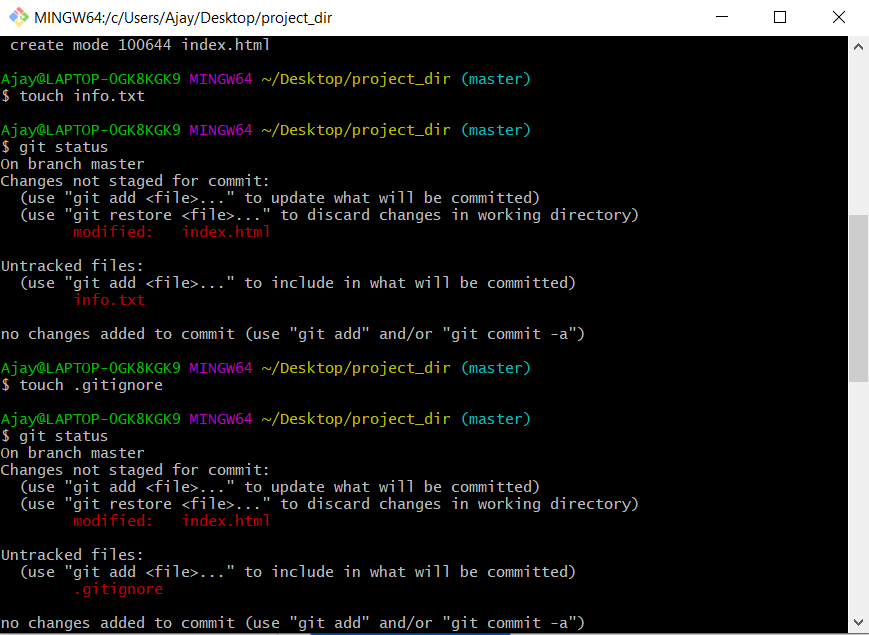 MINGW64:/c/Users/Ajay/Desktop/project_dir
 create mode 100644 index.html
Ajay@LAPTOP-OGK8KGK9 MINGW64 ~/Desktop/project_dir (master)
$ touch info.txt
Ajay@LAPTOP-OGK8KGK9 MINGW64 ~/Desktop/project_dir (master)
$ git status
On branch master
Changes not staged for commit:
  (use "git add <file>..." to update what will be committed)
  (use "git restore <file>..." to discard changes in working directory)
        modified:   index.html
Untracked files:
  (use "git add <file>..." to include in what will be committed)
        info.txt
no changes added to commit (use "git add" and/or "git commit -a")
Ajay@LAPTOP-OGK8KGK9 MINGW64 ~/Desktop/project_dir (master)
$ touch .gitignore
Ajay@LAPTOP-OGK8KGK9 MINGW64 ~/Desktop/project_dir (master)
$ git status
On branch master
Changes not staged for commit:
  (use "git add <file>..." to update what will be committed)
  (use "git restore <file>..." to discard changes in working directory)
        modified:   index.html
Untracked files:
  (use "git add <file>..." to include in what will be committed)
        .gitignore
no changes added to commit (use "git add" and/or "git commit -a")